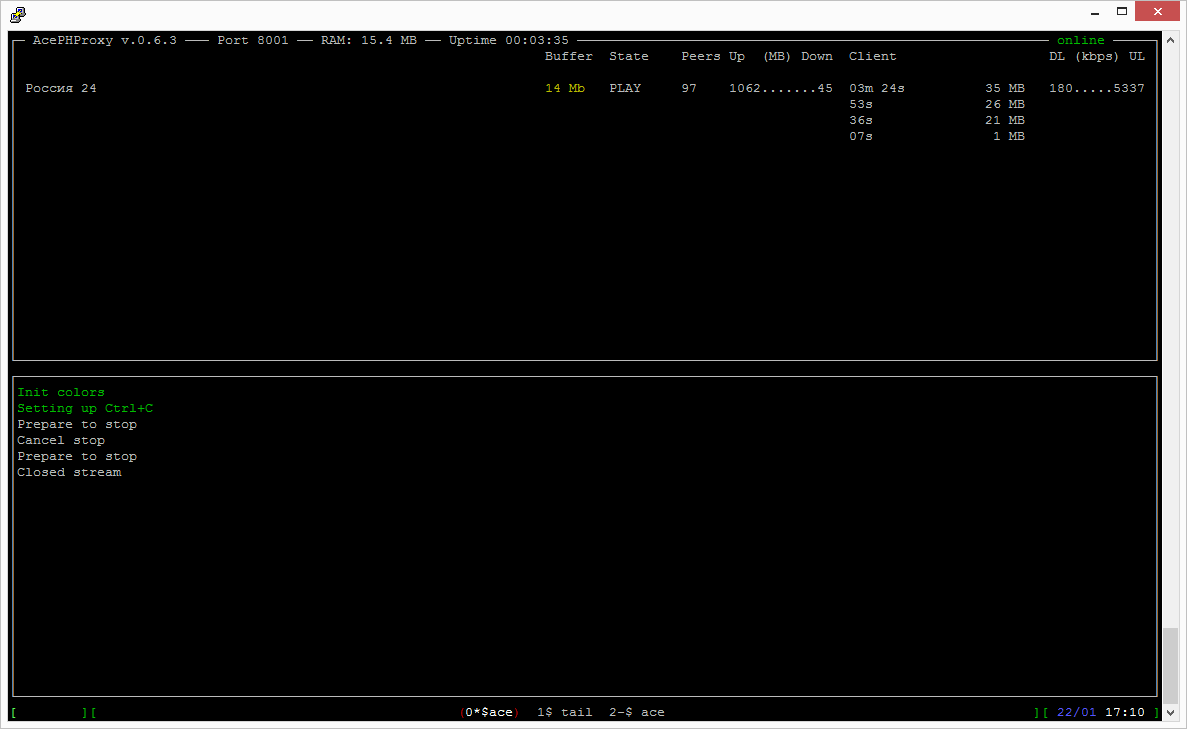 AcePHProxy v.0.6.3 Port 8001 RAM: 15.4 MB Uptime 00:03:35 online
Buffer State Peers Up (MB) Down Client DL (kbps) UL
Россия 24 14 Mb PLAY 97 1062.......45 03m 24s 35 MB 180.....5337
53s 26 MB
36s 21 MB
07s 1 MB
Init colors
Setting up Ctrl+C
Prepare to stop
Cancel stop
Prepare to stop
Closed stream
[ ][ (0*$ace) 1$ tail 2-$ ace ][ 22/01 17:10 ]